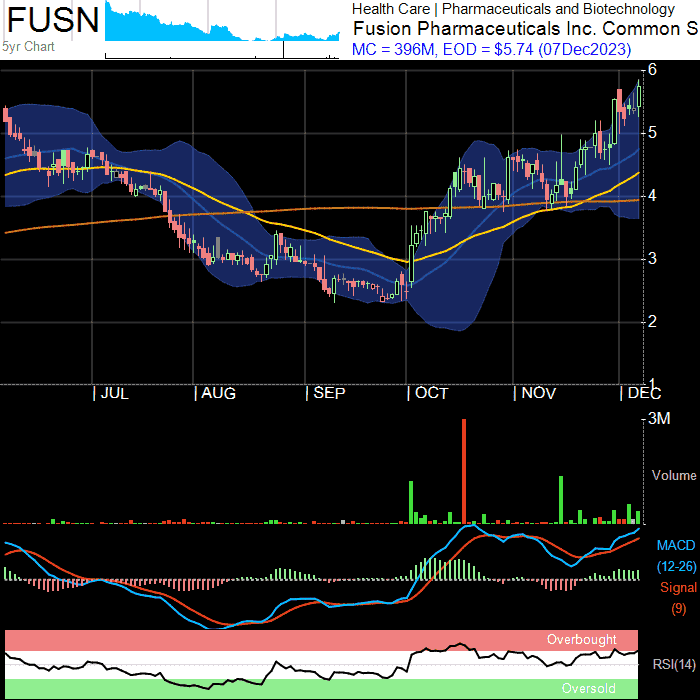 FUSN
5yr Chart
Health Care | Pharmaceuticals and Biotechnology
Fusion Pharmaceuticals Inc. Common S
MC = 396M, EOD = $5.74 (07Dec2023)
6
5
4
3
2
1
JUL AUG SEP OCT NOV DEC
3M
Volume
MACD
(12-26)
Signal
(9)
Overbought
RSI(14)
Oversold